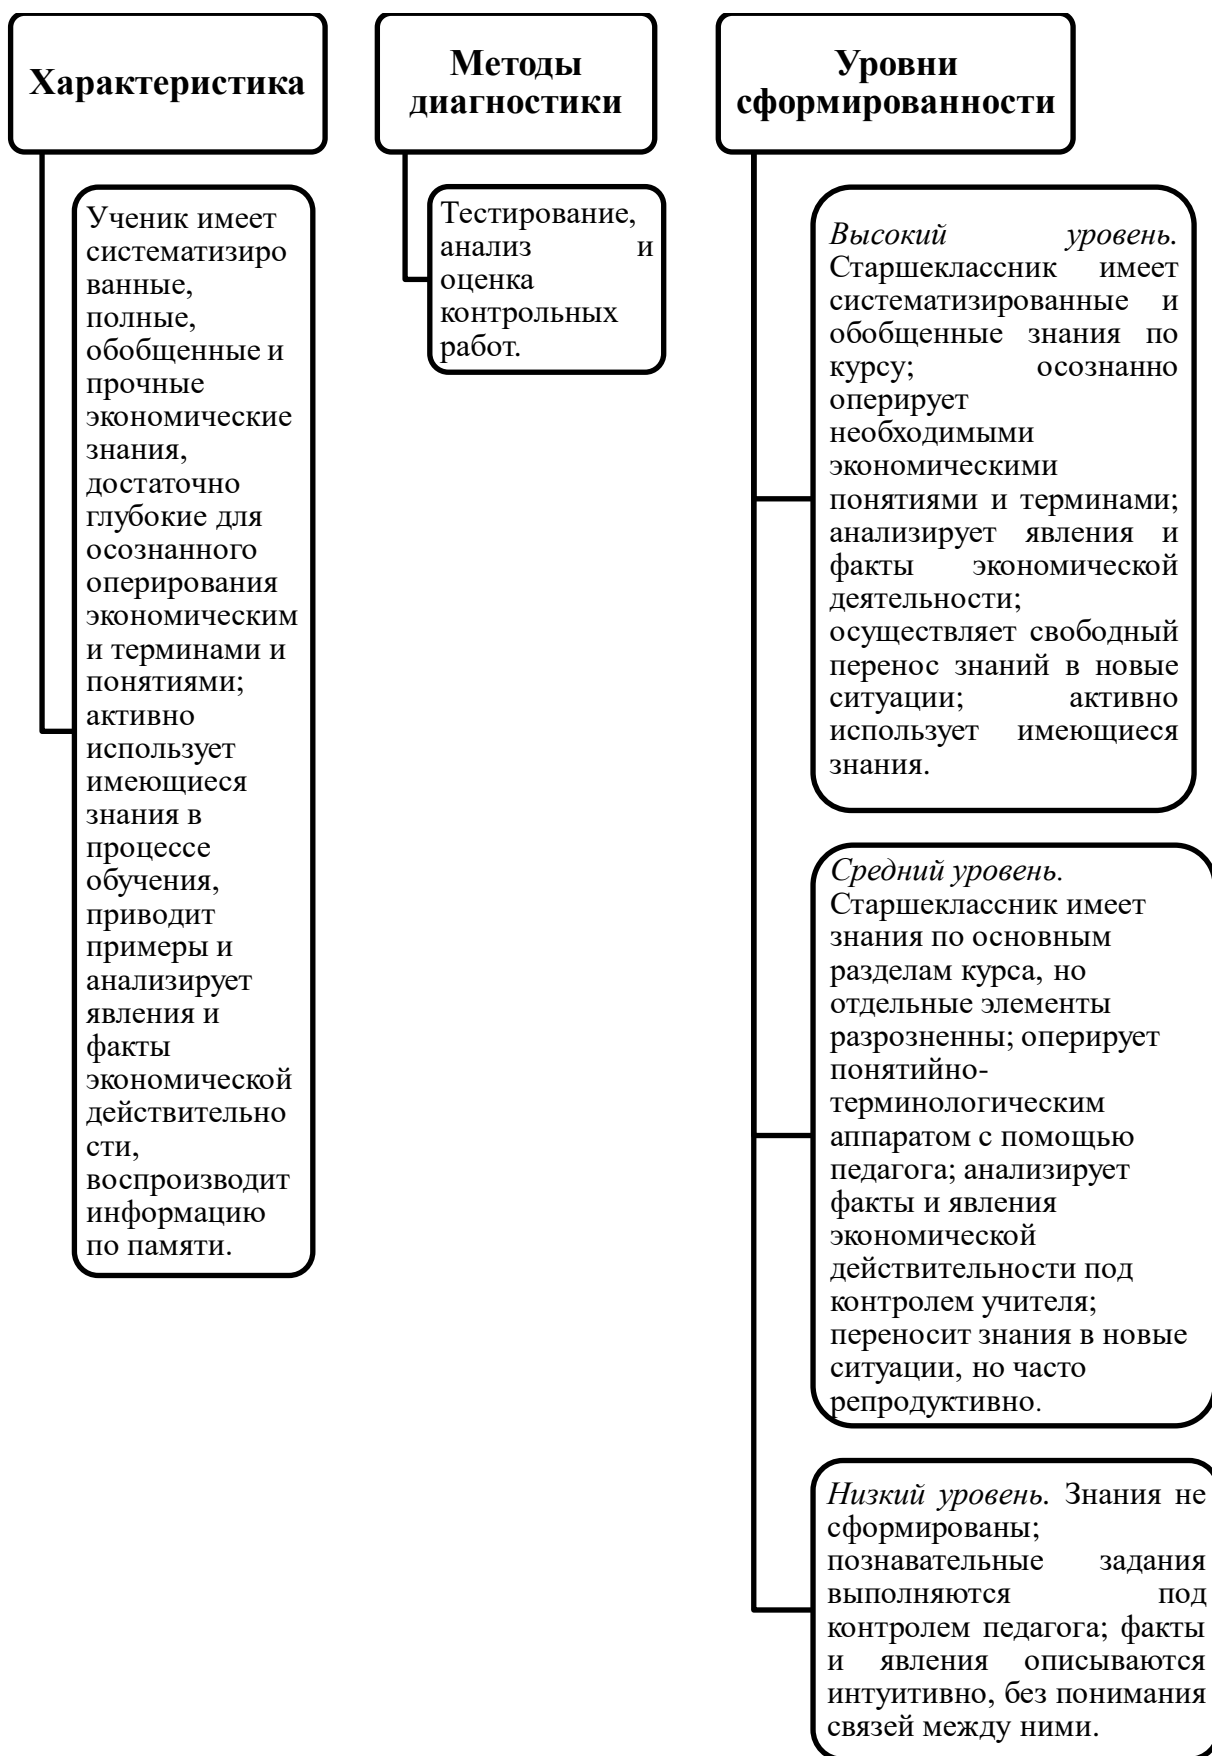 Характеристика
Ученик имеет
систематизиро
ванные,
полные,
обобщенные и
прочные
экономические
знания,
достаточно
глубокие для
осознанного
оперирования
экономическим
и терминами и
понятиями;
активно
использует
имеющиеся
знания в
процессе
обучения,
приводит
примеры и
анализирует
явления и
факты
экономической
действительно
сти,
воспроизводит
информацию
по памяти.
Методы
диагностики
Тестирование,
анализ и
оценка
контрольных
работ.
Уровни
сформированности
Высокий уровень.
Старшеклассник имеет
систематизированные и
обобщенные знания по
курсу; осознанно
оперирует
необходимыми
экономическими
понятиями и терминами;
анализирует явления и
факты экономической
деятельности;
осуществляет свободный
перенос знаний в новые
ситуации; активно
использует имеющиеся
знания.
Средний уровень.
Старшеклассник имеет
знания по основным
разделам курса, но
отдельные элементы
разрозненны; оперирует
понятийно-
терминологическим
аппаратом с помощью
педагога; анализирует
факты и явления
экономической
действительности под
контролем учителя;
переносит знания в новые
ситуации, но часто
репродуктивно.
Низкий уровень. Знания не
сформированы;
познавательные задания
выполняются под
контролем педагога; факты
и явления описываются
интуитивно, без понимания
связей между ними.